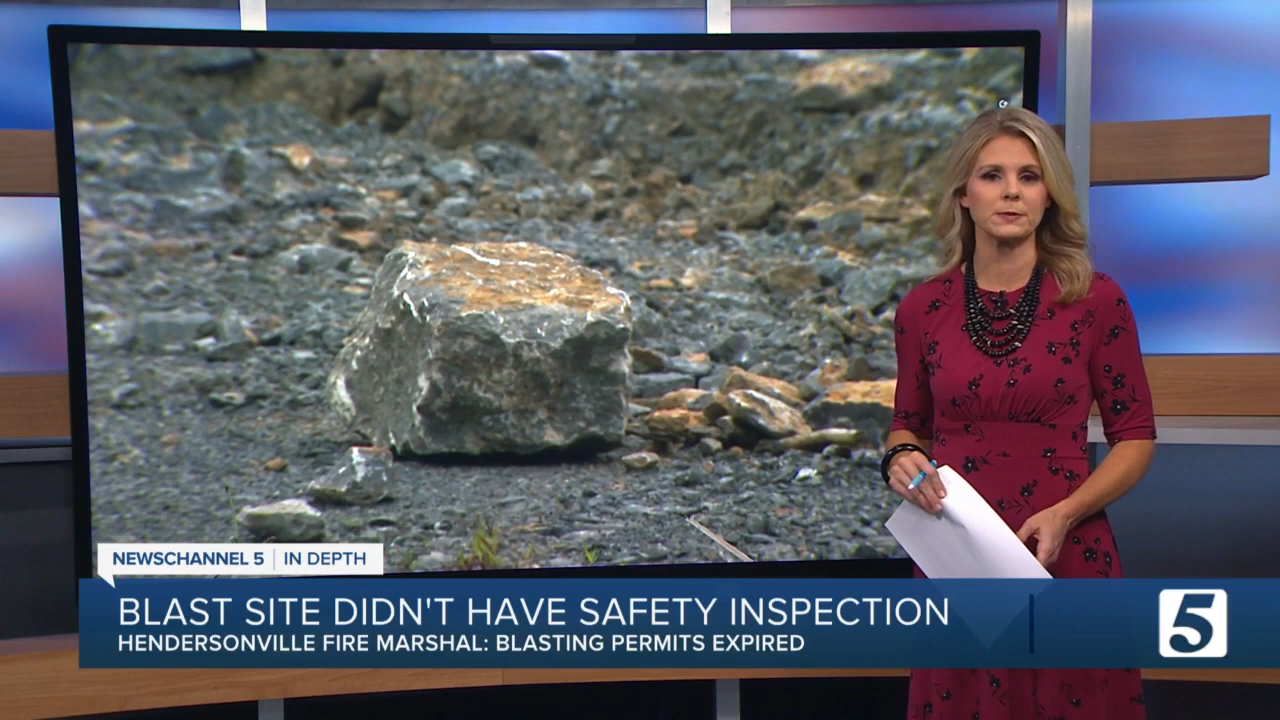 NEWSCHANNEL 5 | IN DEPTH
BLAST SITE DIDN'T HAVE SAFETY INSPECTION
HENDERSONVILLE FIRE MARSHAL: BLASTING PERMITS EXPIRED
5